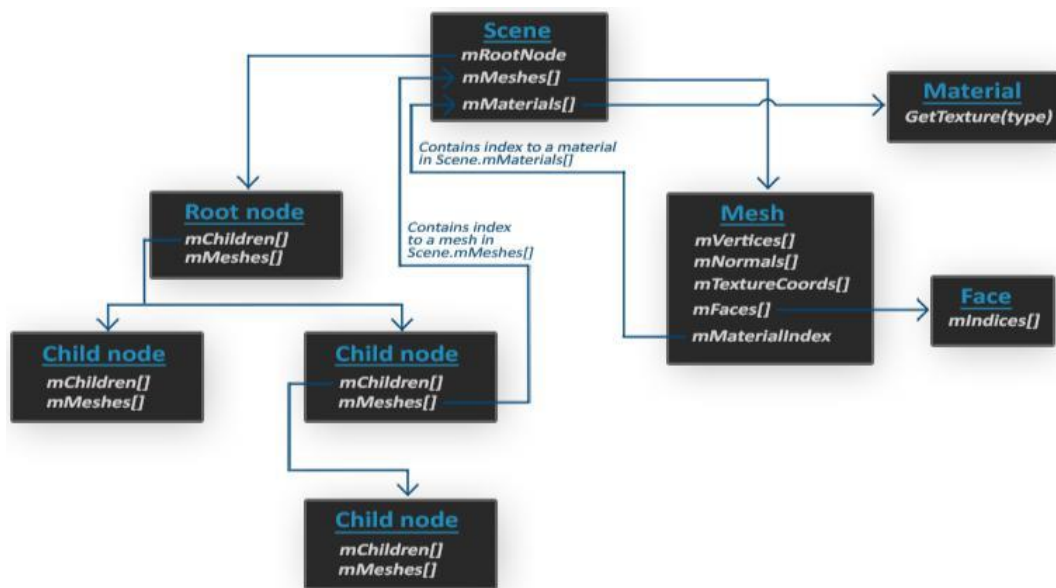 Scene
mRootNode
mMeshes[]
mMaterials[]
Material
GetTexture(type)
Contains index to a material
in Scene.mMaterials[]
Root node
mChildren[]
mMeshes[]
Contains index
to a mesh in
Scene.mMeshes[]
Mesh
mVertices[]
mNormals[]
mTextureCoords[]
mFaces[]
mMaterialIndex
Face
mIndices[]
Child node
mChildren[]
mMeshes[]
Child node
mChildren[]
mMeshes[]
Child node
mChildren[]
mMeshes[]